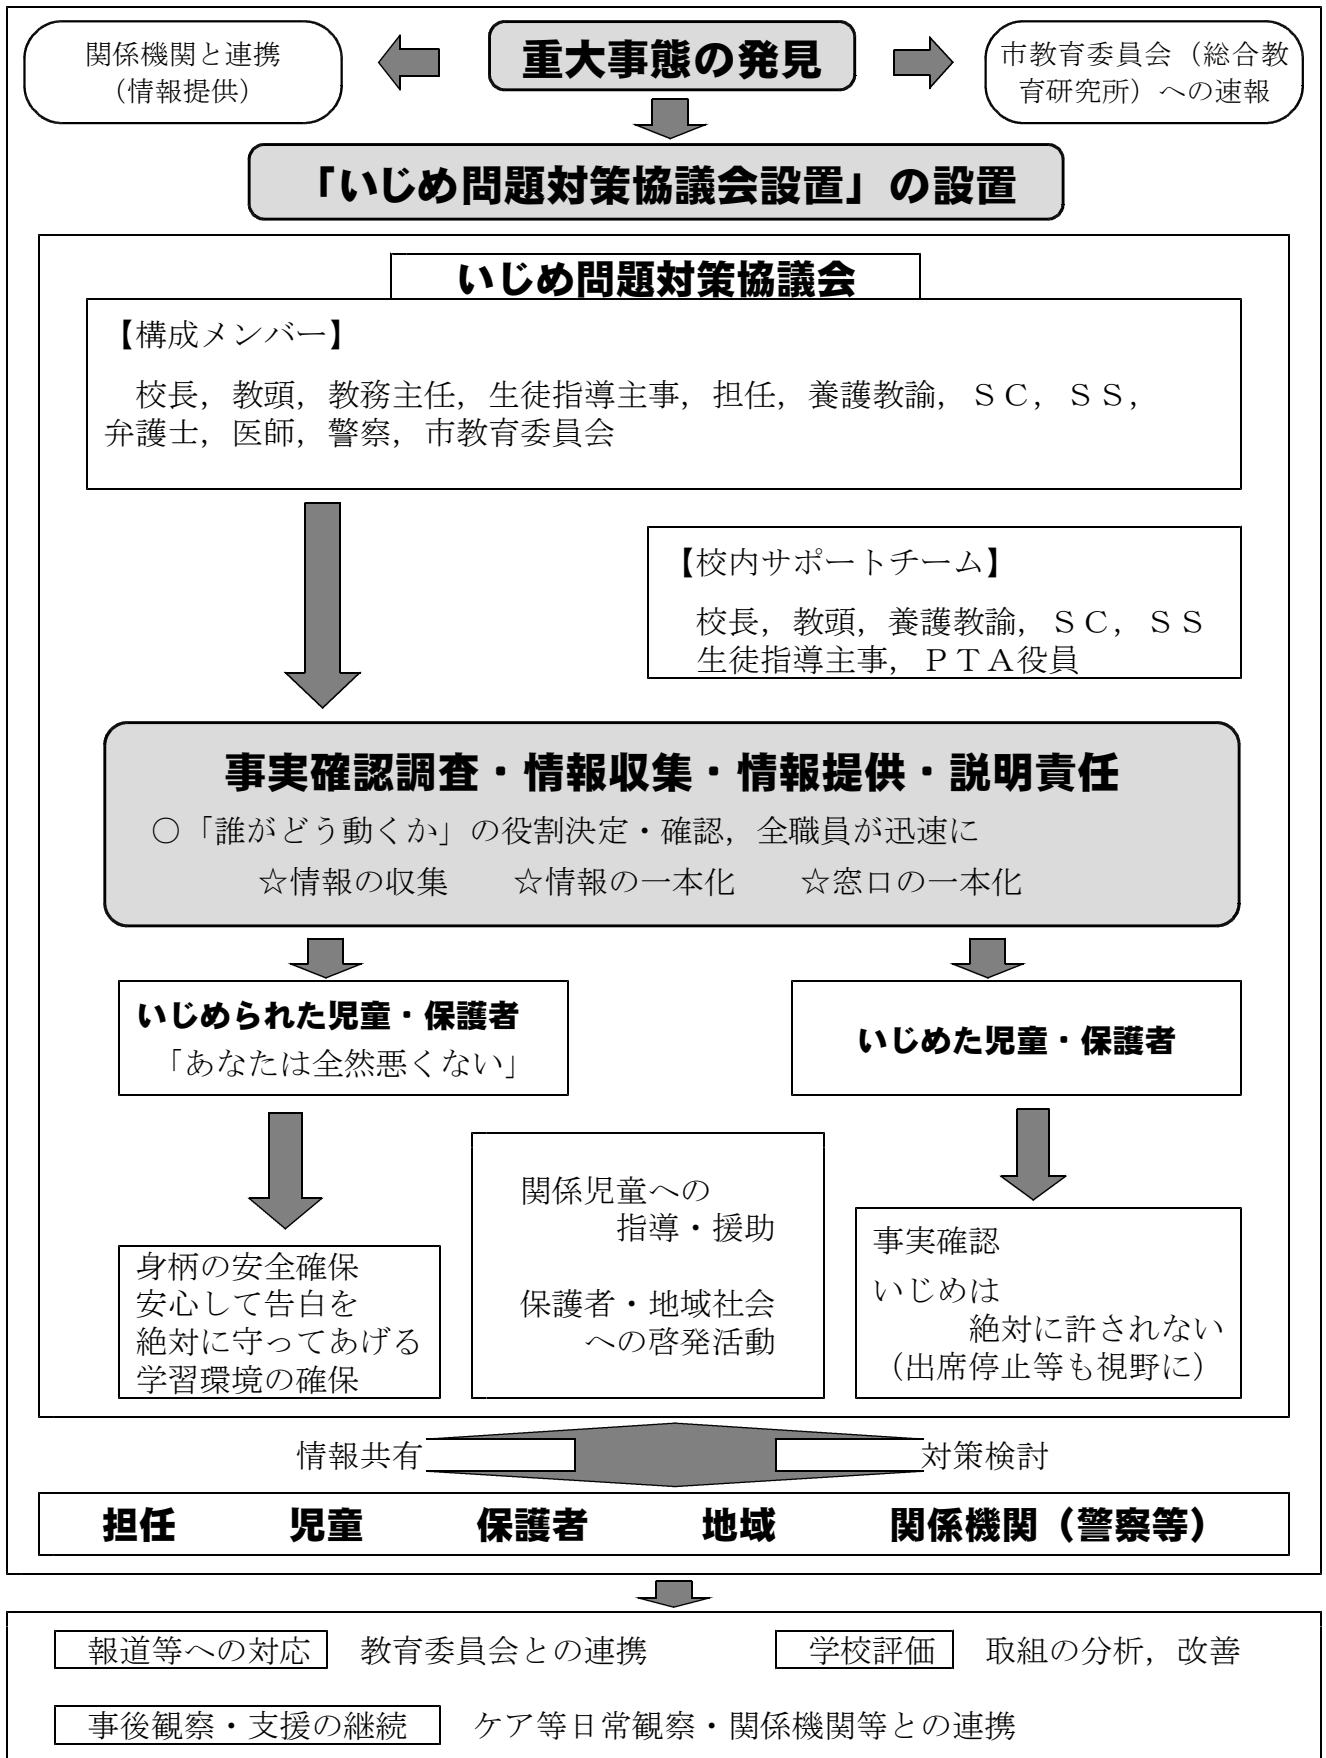 関係機関と連携
（情報提供）
重大事態の発見
市教育委員会（総合教
育研究所）への速報
「いじめ問題対策協議会設置」の設置
いじめ問題対策協議会
【構成メンバー】
校長，教頭，教務主任，生徒指導主事，担任，養護教諭，ＳＣ，ＳＳ，
弁護士，医師，警察，市教育委員会
【校内サポートチーム】
校長，教頭，養護教諭，ＳＣ，ＳＳ
生徒指導主事，ＰＴＡ役員
事実確認調査・情報収集・情報提供・説明責任
○「誰がどう動くか」の役割決定・確認，全職員が迅速に
☆情報の収集　☆情報の一本化　☆窓口の一本化
いじめられた児童・保護者
「あなたは全然悪くない」
いじめた児童・保護者
身柄の安全確保
安心して告白を
絶対に守ってあげる
学習環境の確保
関係児童への
指導・援助
保護者・地域社会
への啓発活動
事実確認
いじめは
絶対に許されない
（出席停止等も視野に）
情報共有　対策検討
担任　児童　保護者　地域　関係機関（警察等）
報道等への対応　教育委員会との連携　学校評価　取組の分析，改善
事後観察・支援の継続　ケア等日常観察・関係機関等との連携